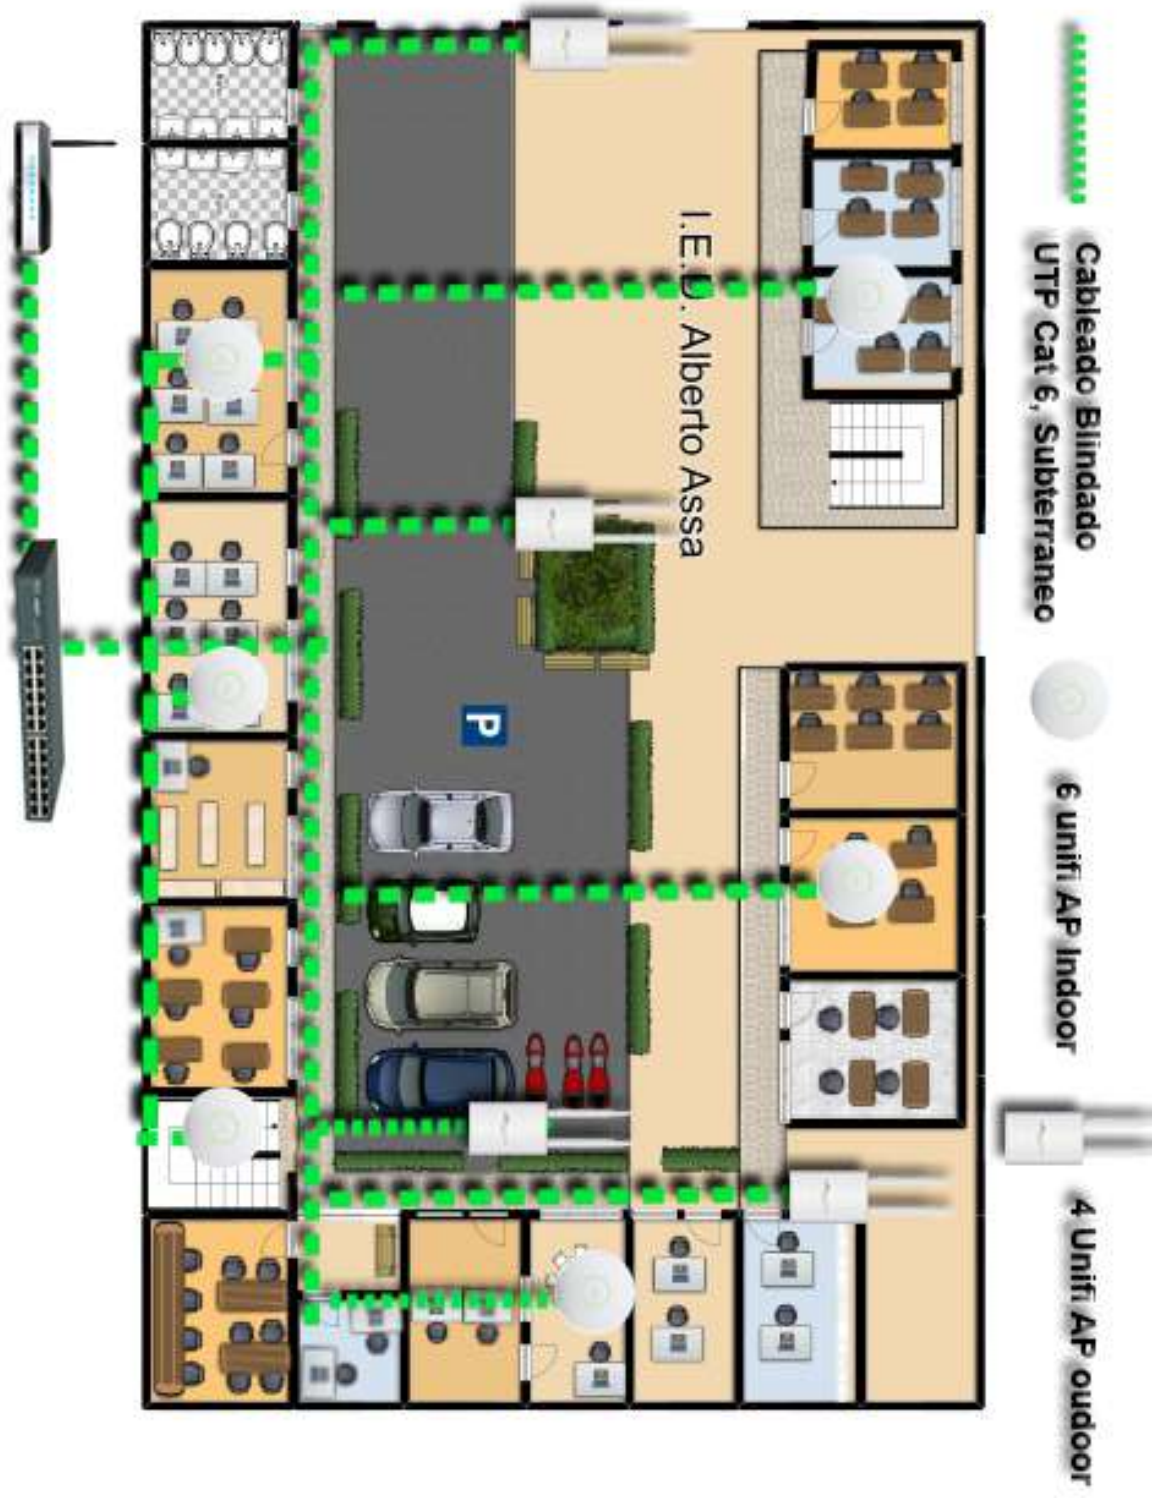 Cableado Blindado
UTP Cat 6, Subterraneo
6 unifi AP Indoor
4 Unifi AP oudoor
I.E.D. Alberto Assa
P